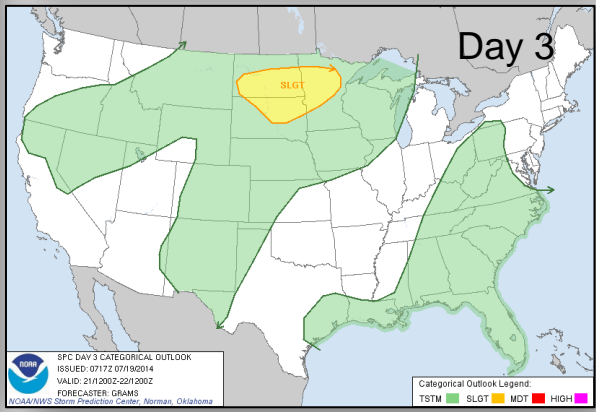 Day 3
SLGT
NOAA
SPC DAY 3 CATEGORICAL OUTLOOK
ISSUED: 0717Z 07/19/2014
VALID: 21/1200Z-22/1200Z
FORECASTER: GRAMS
NOAA/NWS Storm Prediction Center, Norman, Oklahoma
Categorical Outlook Legend:
TSTM SLGT MDT HIGH